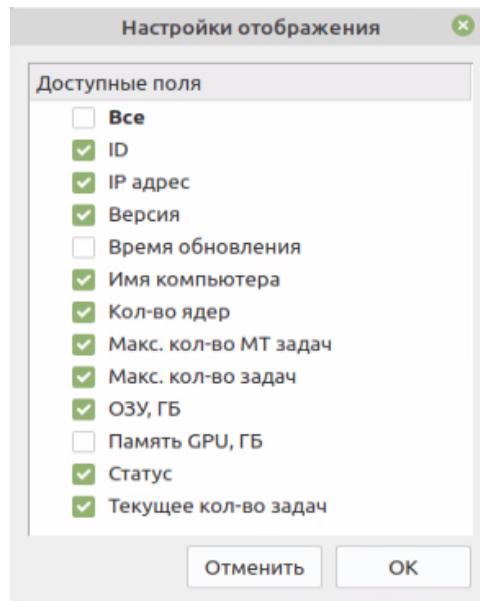 Настройки отображения
Доступные поля
Все
ID
IP адрес
Версия
Время обновления
Имя компьютера
Кол-во ядер
Макс. кол-во МТ задач
Макс. кол-во задач
ОЗУ, ГБ
Память GPU, ГБ
Статус
Текущее кол-во задач
Отменить OK